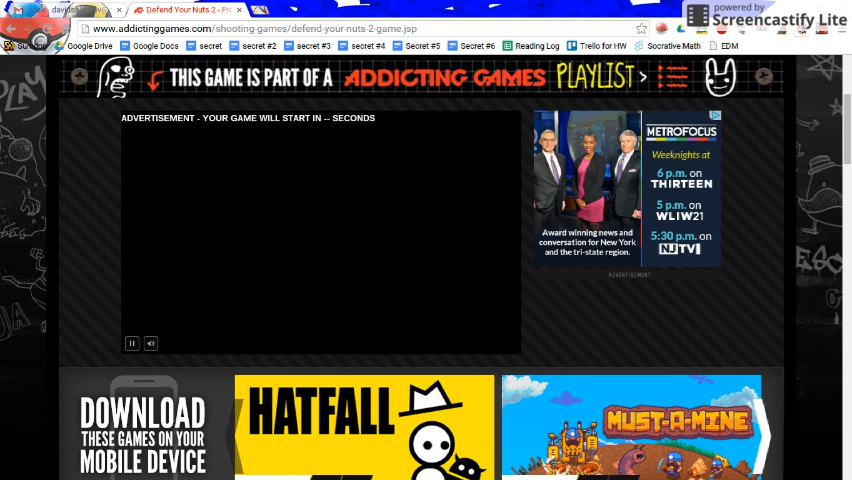 powered by
Screencastify Lite
Defend Your Nuts 2 - Fre
www.addictinggames.com/shooting-games/defend-your-nuts-2-game.jsp
Google Drive
Google Docs
secret
secret #2
secret #3
secret #4
Secret #5
Secret #6
Reading Log
Trello for HW
Socrative Math
EDM
THIS GAME IS PART OF A ADDICTING GAMES PLAYLIST >
ADVERTISEMENT - YOUR GAME WILL START IN -- SECONDS
METROFOCUS
Weeknights at
6 p.m. on
THIRTEEN
5 p.m. on
WLIW21
5:30 p.m. on
NJTV
Award winning news and
conversation for New York
and the tri-state region.
ADVERTISEMENT
DOWNLOAD
THESE GAMES ON YOUR
MOBILE DEVICE
HATFALL
MUST-A-MINE